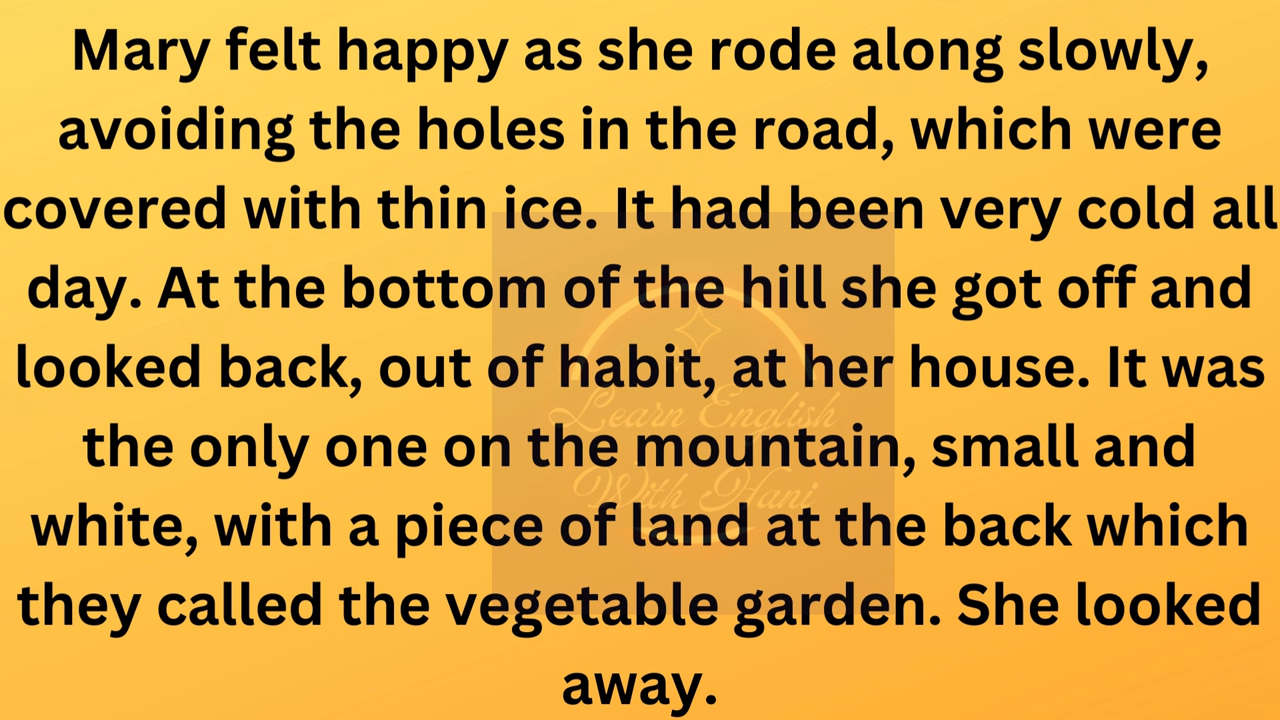 Mary felt happy as she rode along slowly,
avoiding the holes in the road, which were
covered with thin ice. It had been very cold all
day. At the bottom of the hill she got off and
looked back, out of habit, at her house. It was
the only one on the mountain, small and
white, with a piece of land at the back which
they called the vegetable garden. She looked
away.
Learn English
With Hani